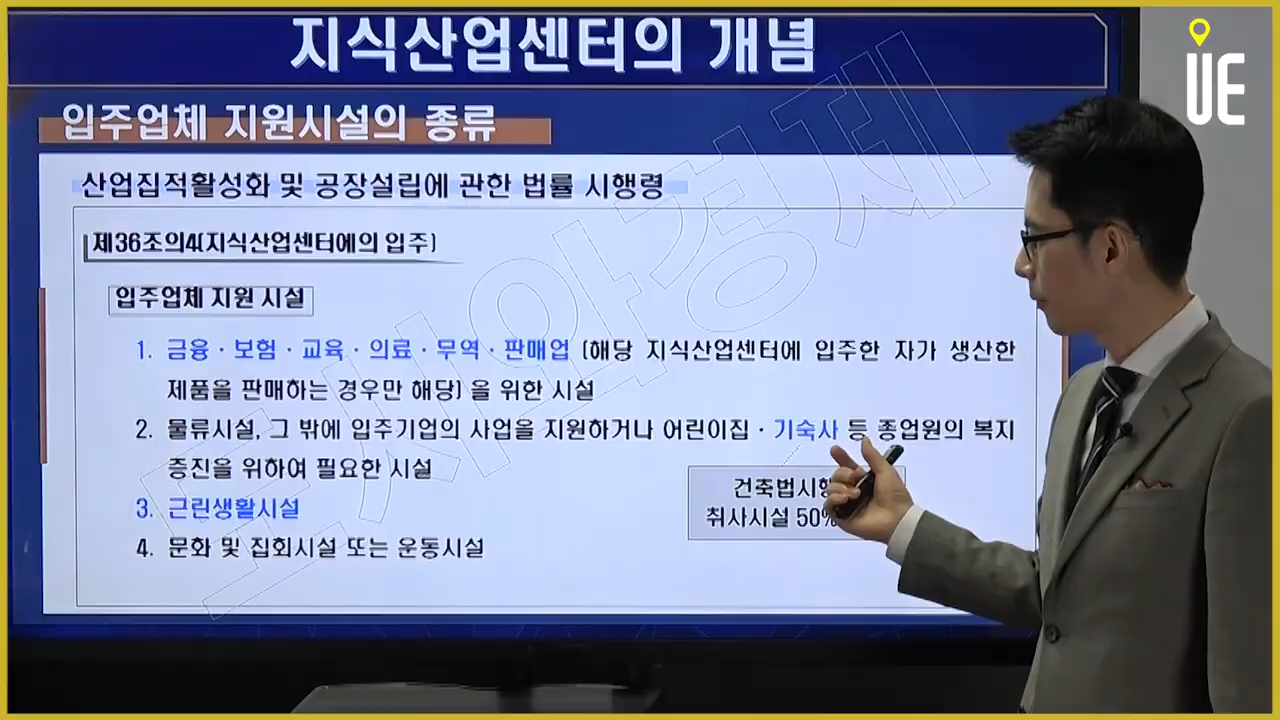 지식산업센터의 개념
UE
입주업체 지원시설의 종류
산업집적활성화 및 공장설립에 관한 법률 시행령
제36조의4(지식산업센터에의 입주)
입주업체 지원 시설
1. 금융·보험·교육·의료·무역·판매업 (해당 지식산업센터에 입주한 자가 생산한
제품을 판매하는 경우만 해당) 을 위한 시설
2. 물류시설, 그 밖에 입주기업의 사업을 지원하거나 어린이집·기숙사 등 종업원의 복지
증진을 위하여 필요한 시설
건축법시행
취사시설 50%
3. 근린생활시설
4. 문화 및 집회시설 또는 운동시설
도시와경제